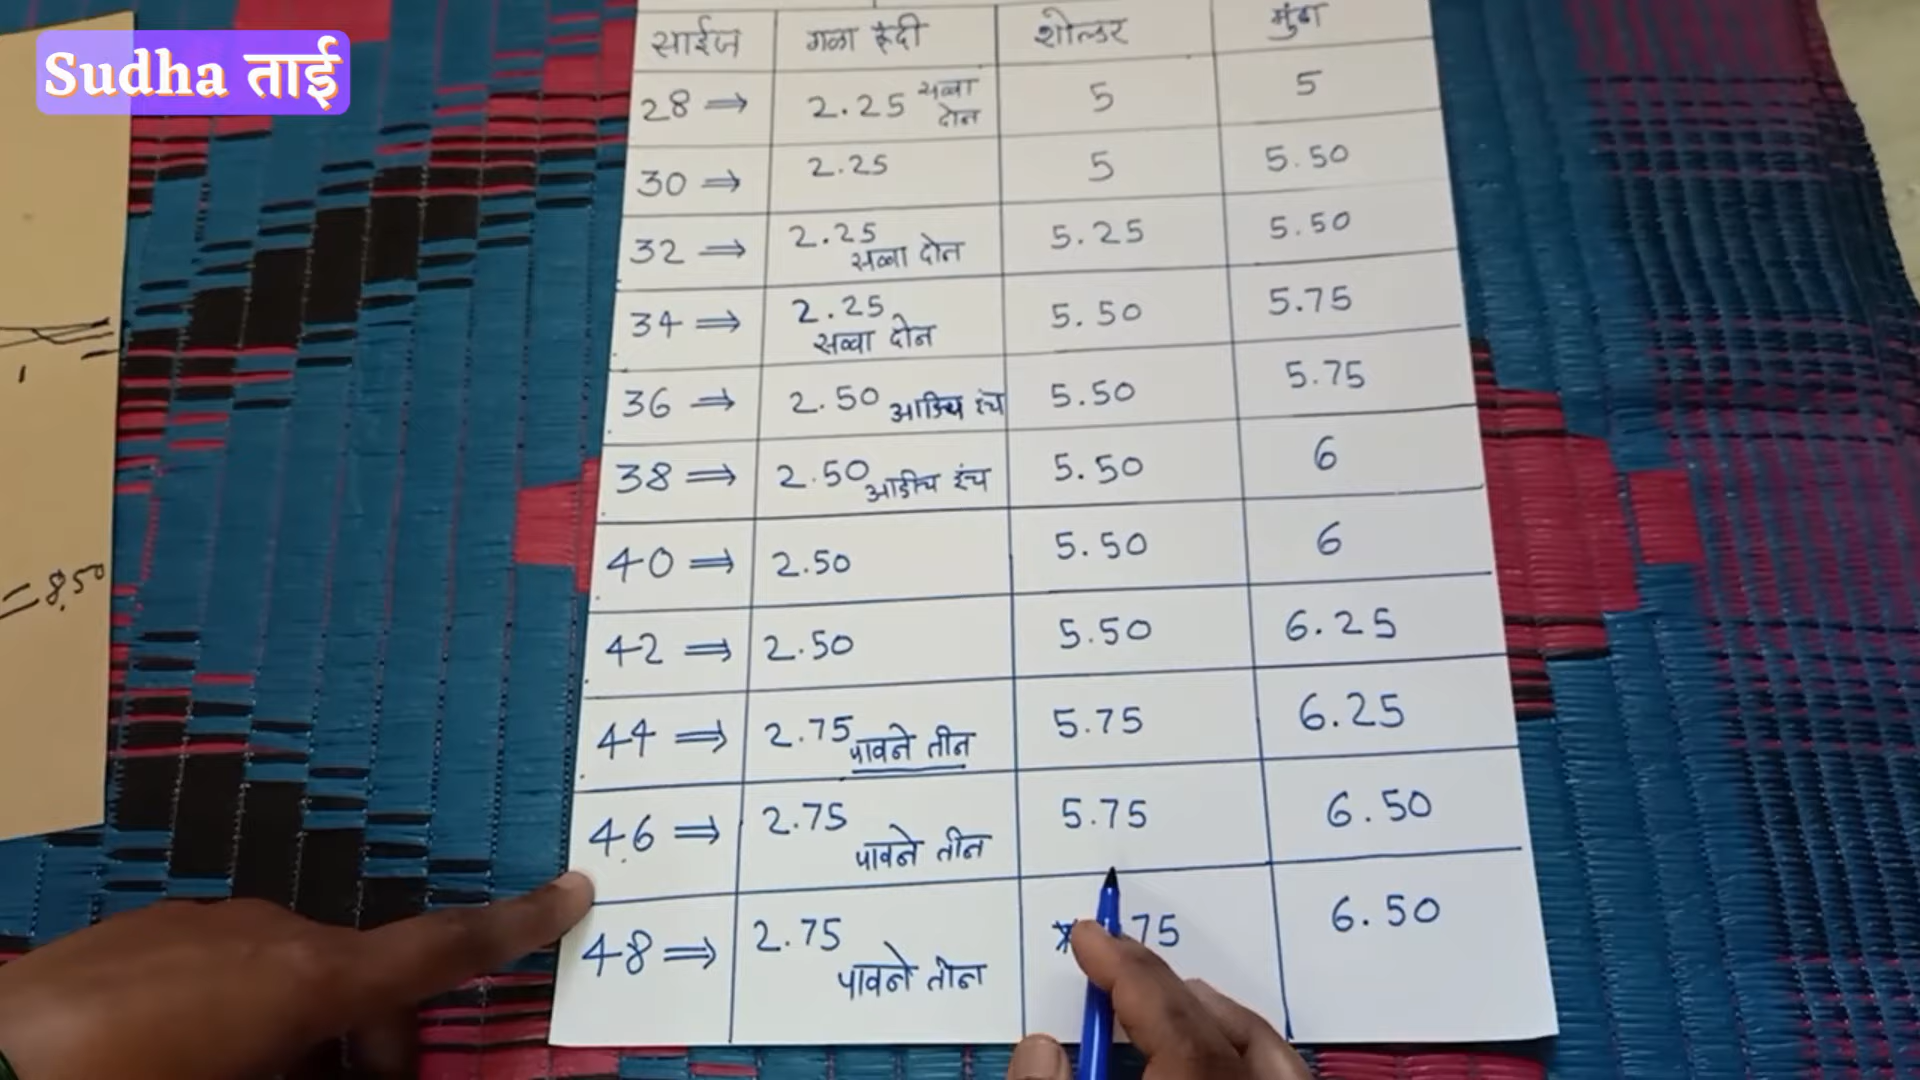 Sudha ताई
साईज गळा रुंदी शोल्डर मुंढा
28 ⇒ 2.25 सव्वा दोन 5 5
30 ⇒ 2.25 5 5.50
32 ⇒ 2.25 सव्वा दोन 5.25 5.50
34 ⇒ 2.25 सव्वा दोन 5.50 5.75
36 ⇒ 2.50 आडिच इंच 5.50 5.75
38 ⇒ 2.50 आडीच इंच 5.50 6
40 ⇒ 2.50 5.50 6
42 ⇒ 2.50 5.50 6.25
44 ⇒ 2.75 पावने तीन 5.75 6.25
46 ⇒ 2.75 पावने तीन 5.75 6.50
48 ⇒ 2.75 पावने तीन 75 6.50
= 8.50